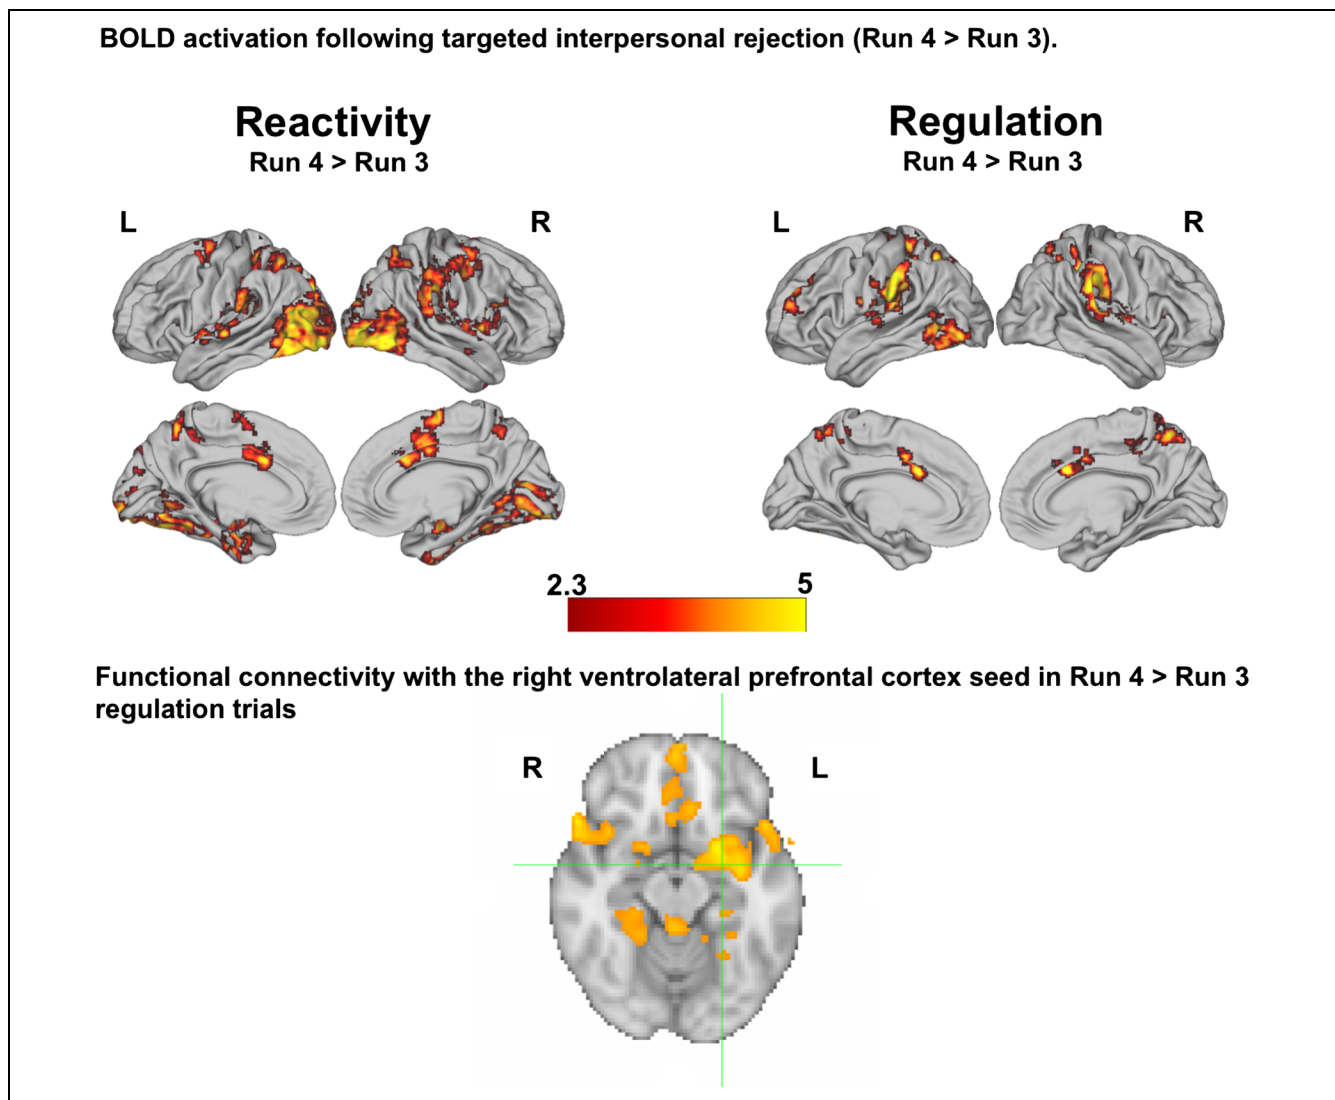 BOLD activation following targeted interpersonal rejection (Run 4 > Run 3).
Reactivity
Run 4 > Run 3
Regulation
Run 4 > Run 3
L
R
L
R
2.3
5
Functional connectivity with the right ventrolateral prefrontal cortex seed in Run 4 > Run 3
regulation trials
R
L